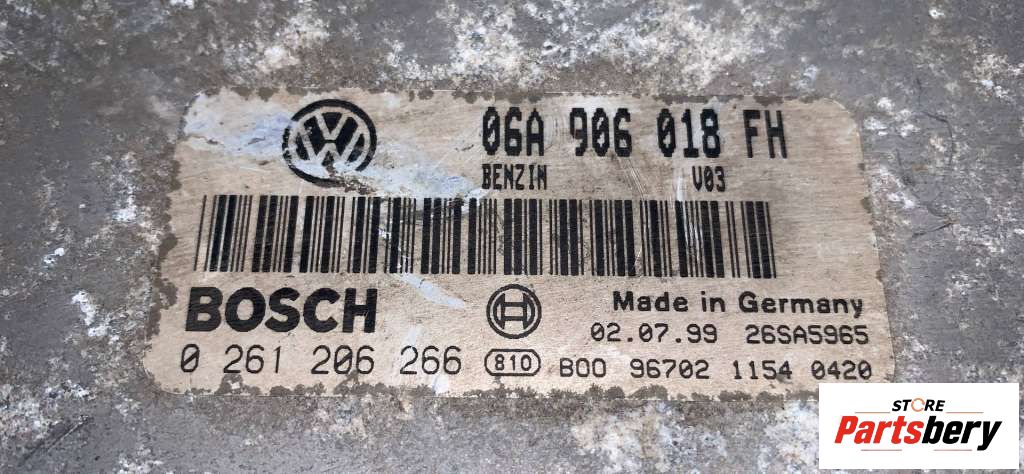 06A 906 018 FH
BENZIN V03
BOSCH
Made in Germany
02.07.99 26SA5965
0 261 206 266 810 B00 96702 1154 0420
STORE
Partsbery